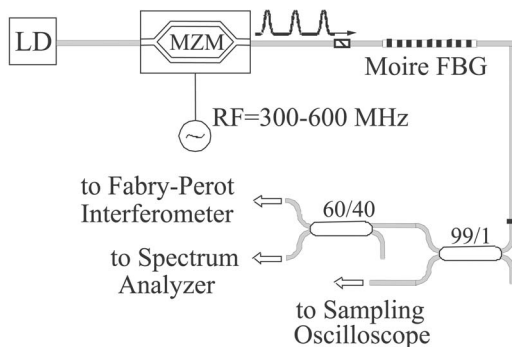 LD
MZM
Moire FBG
RF=300-600 MHz
to Fabry-Perot
Interferometer
60/40
99/1
to Spectrum
Analyzer
to Sampling
Oscilloscope